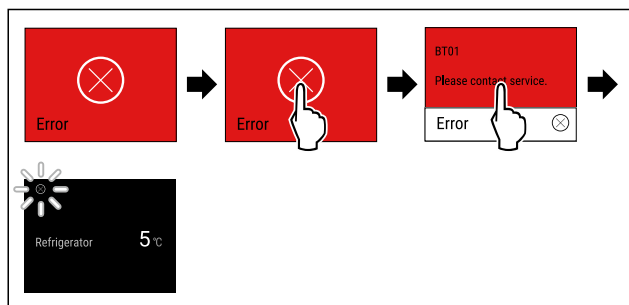 Error
Error
BT01
Please contact service.
Error
Refrigerator 5 °C